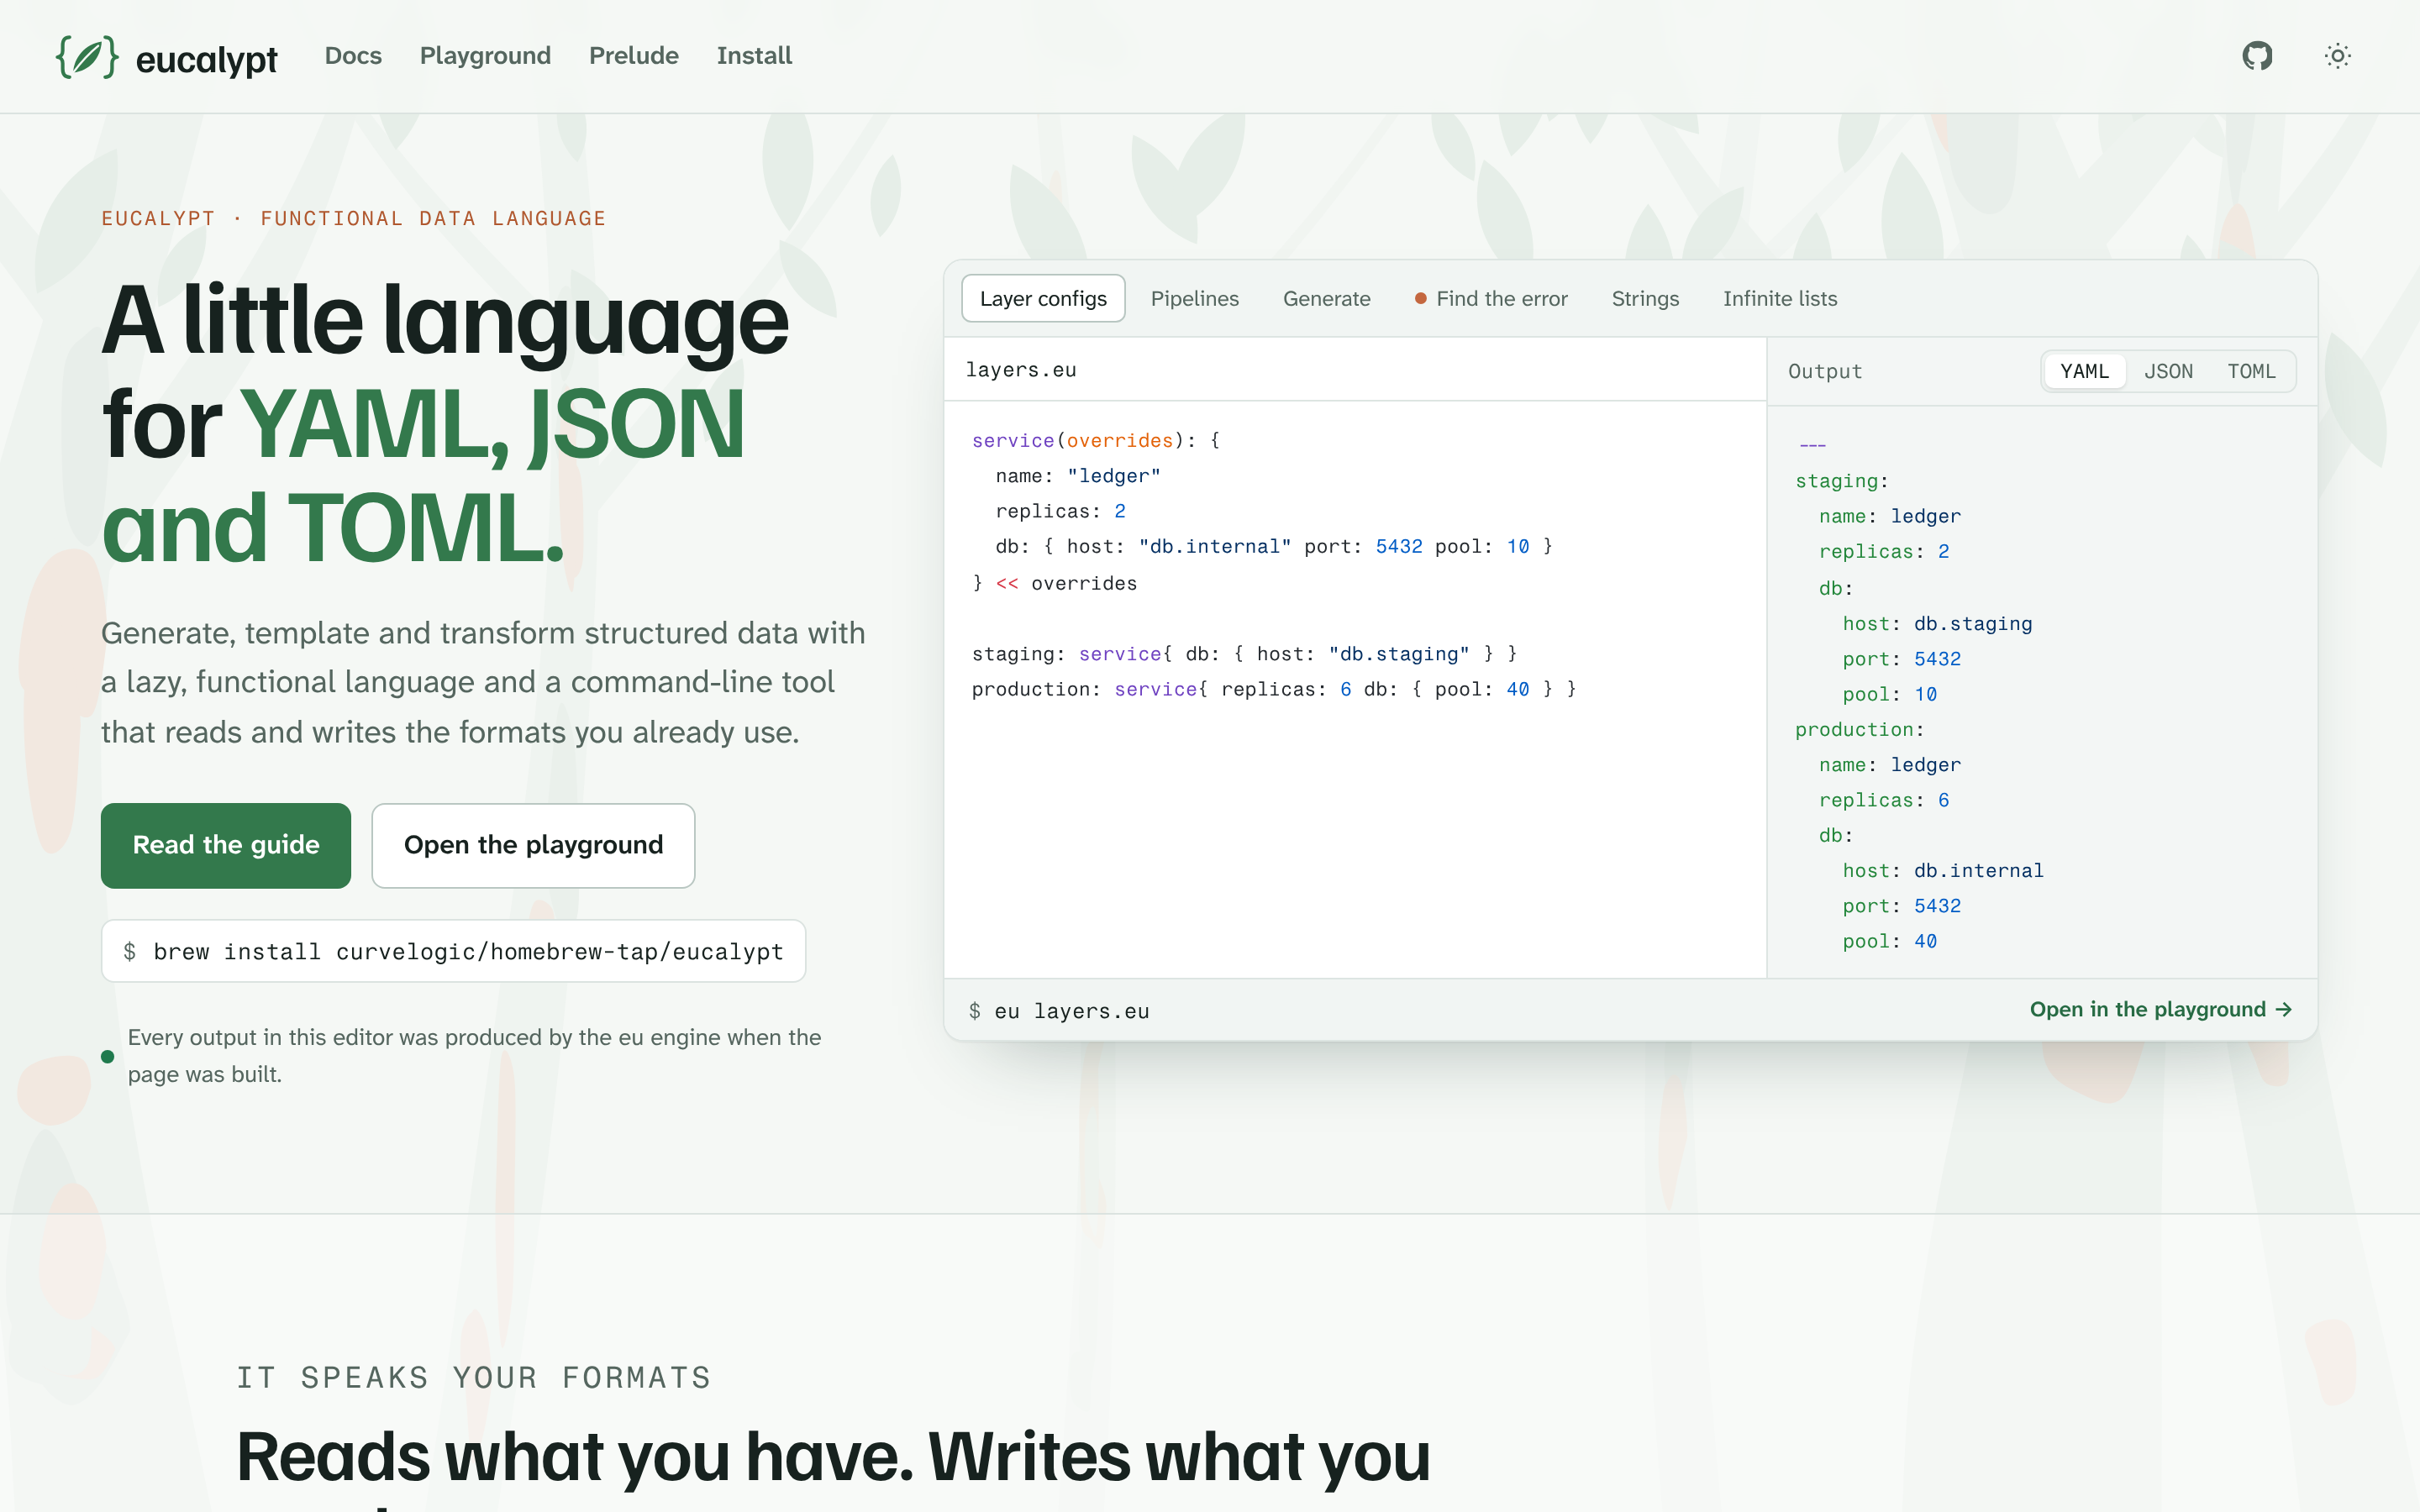 eucalypt
Docs
Playground
Prelude
Install
EUCALYPT · FUNCTIONAL DATA LANGUAGE
A little language
for YAML, JSON
and TOML.
Generate, template and transform structured data with
a lazy, functional language and a command-line tool
that reads and writes the formats you already use.
Read the guide
Open the playground
$ brew install curvelogic/homebrew-tap/eucalypt
Every output in this editor was produced by the eu engine when the
page was built.
Layer configs
Pipelines
Generate
Find the error
Strings
Infinite lists
layers.eu
service(overrides): {
  name: "ledger"
  replicas: 2
  db: { host: "db.internal" port: 5432 pool: 10 }
} << overrides
staging: service{ db: { host: "db.staging" } }
production: service{ replicas: 6 db: { pool: 40 } }
Output
YAML
JSON
TOML
---
staging:
  name: ledger
  replicas: 2
  db:
    host: db.staging
    port: 5432
    pool: 10
production:
  name: ledger
  replicas: 6
  db:
    host: db.internal
    port: 5432
    pool: 40
$ eu layers.eu
Open in the playground →
IT SPEAKS YOUR FORMATS
Reads what you have. Writes what you